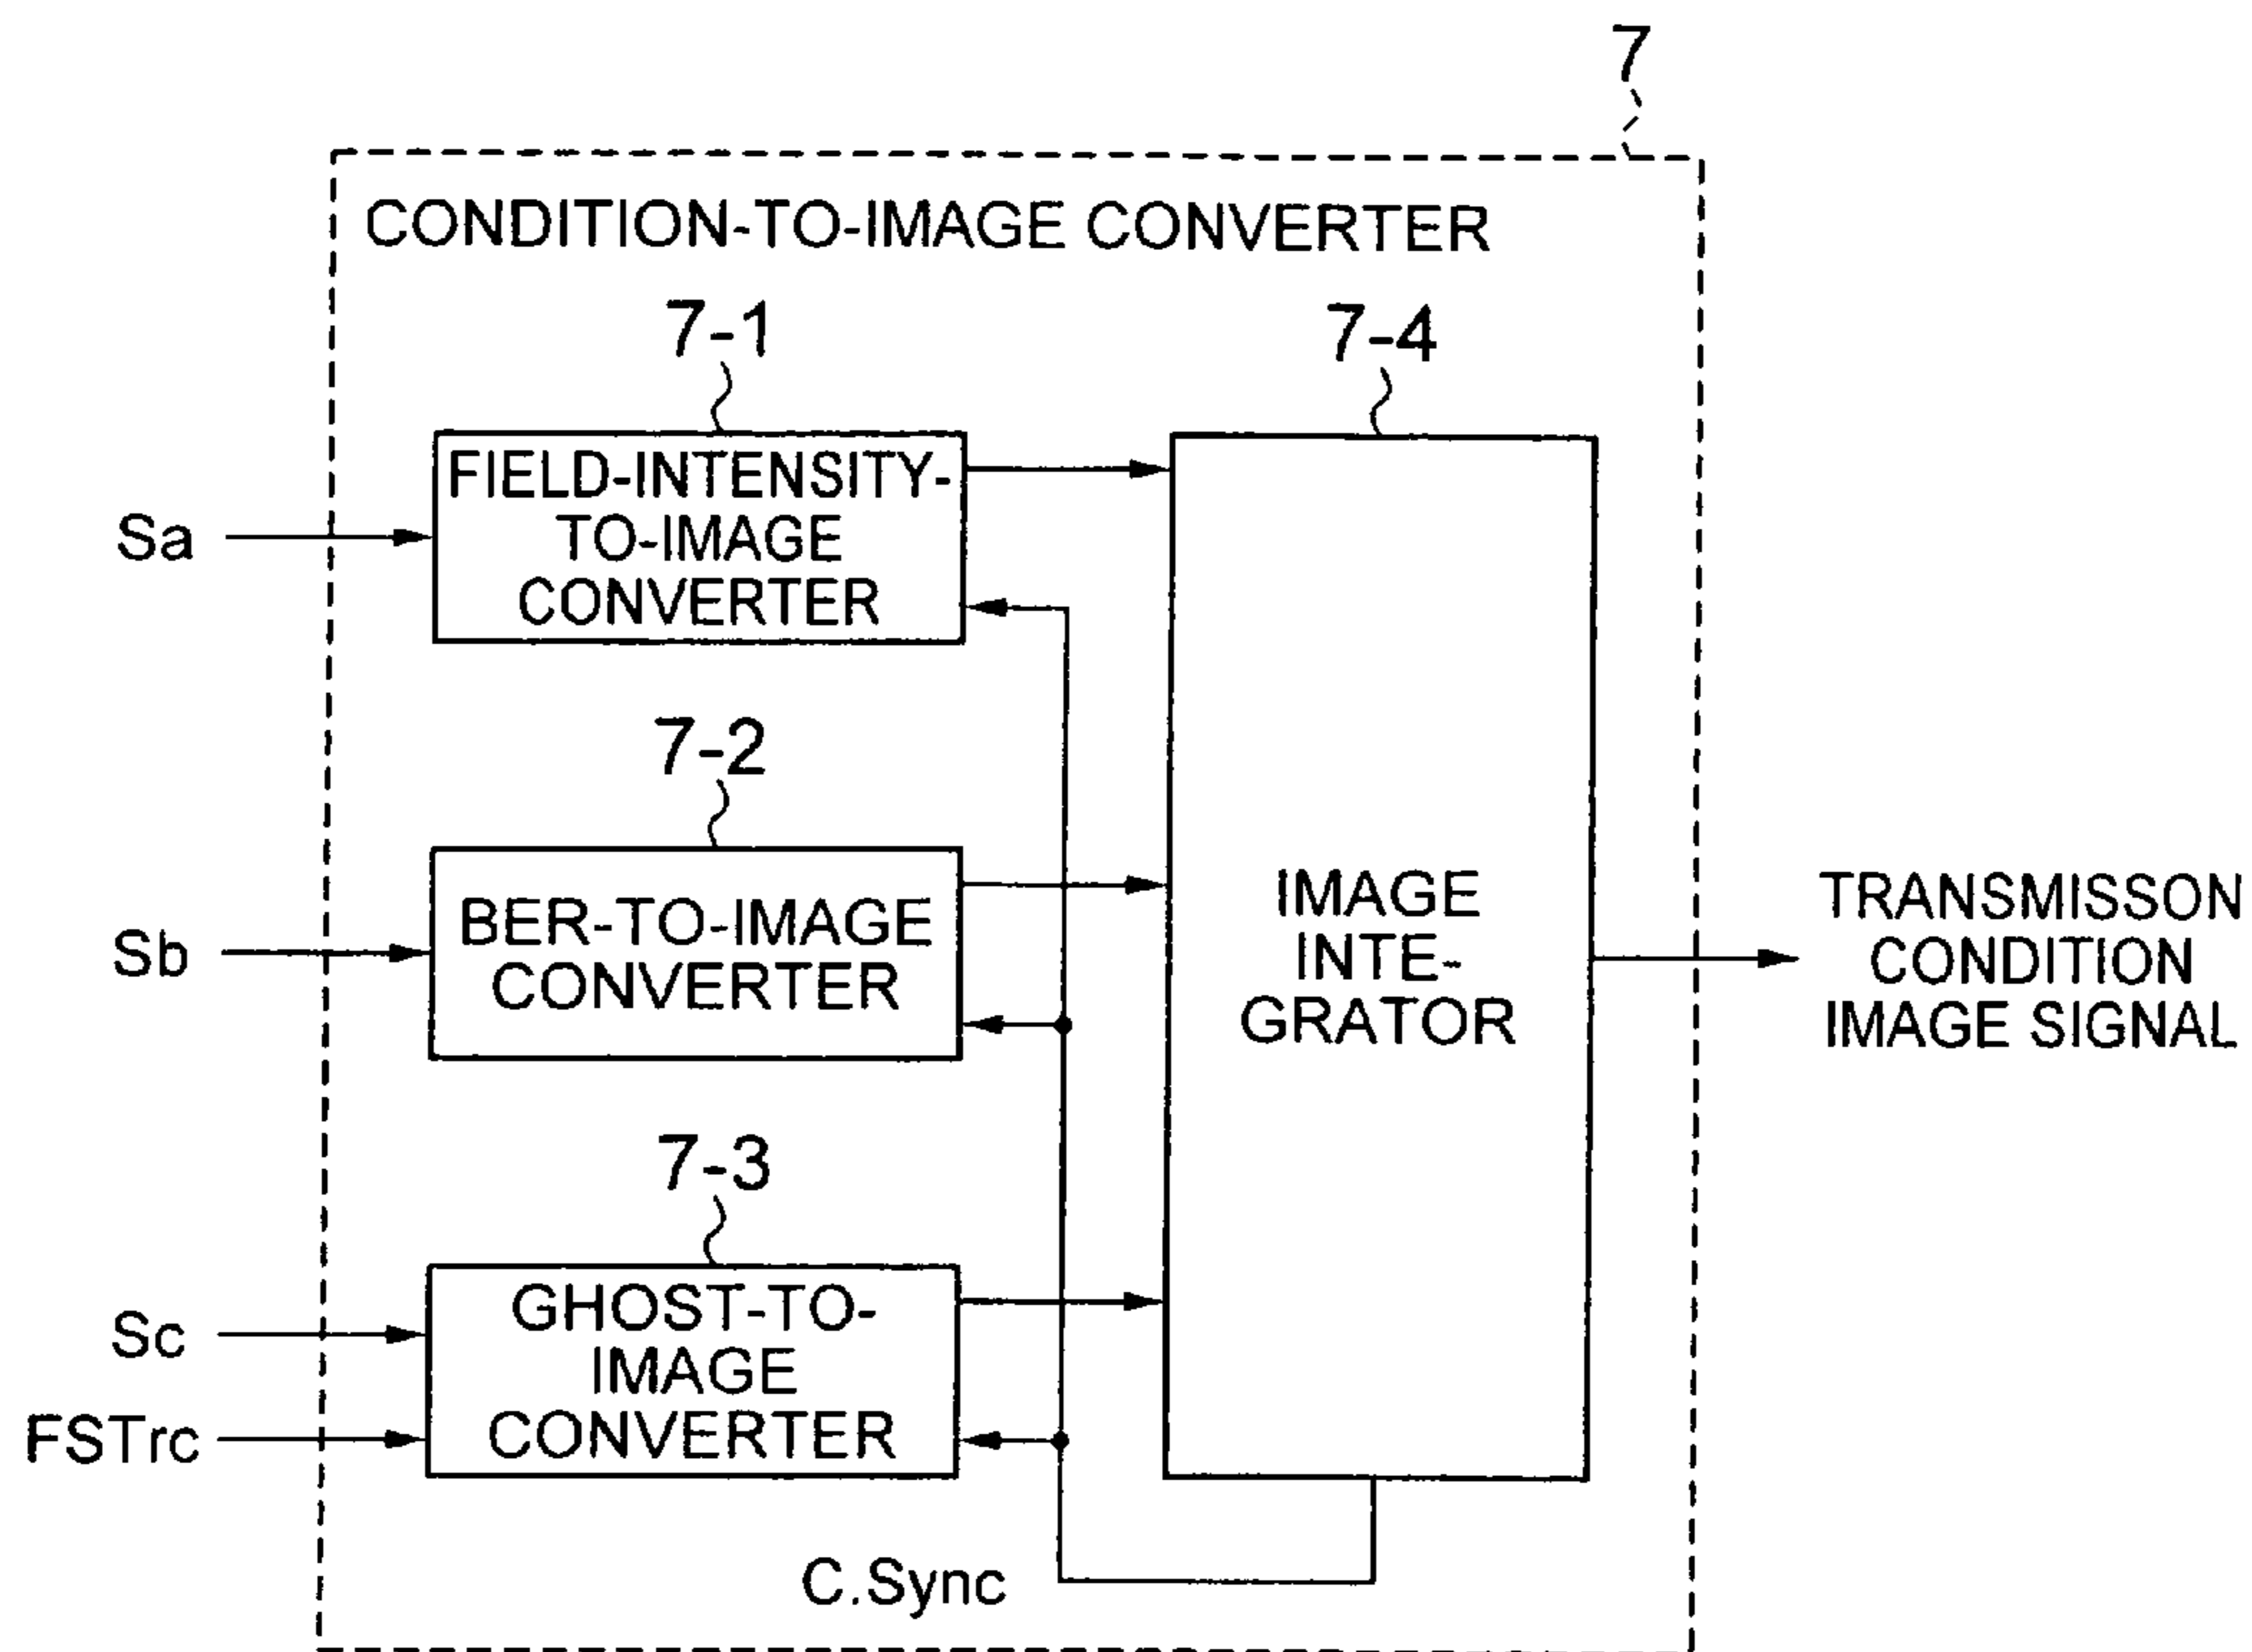 7
CONDITION-TO-IMAGE CONVERTER
7-1
7-4
FIELD-INTENSITY-
TO-IMAGE
CONVERTER
Sa
7-2
BER-TO-IMAGE
CONVERTER
Sb
IMAGE
INTE-
GRATOR
TRANSMISSON
CONDITION
IMAGE SIGNAL
7-3
GHOST-TO-
IMAGE
CONVERTER
Sc
FSTrc
C.Sync